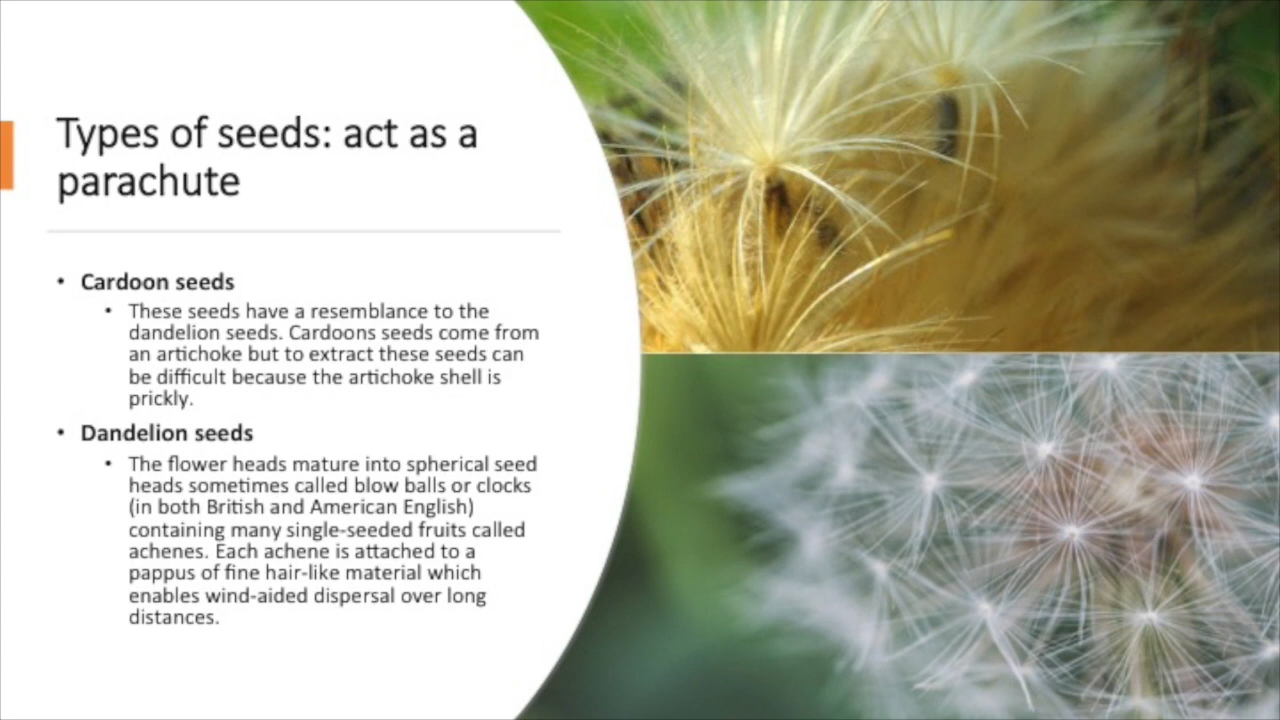 Types of seeds: act as a
parachute
• Cardoon seeds
• These seeds have a resemblance to the
dandelion seeds. Cardoons seeds come from
an artichoke but to extract these seeds can
be difficult because the artichoke shell is
prickly.
• Dandelion seeds
• The flower heads mature into spherical seed
heads sometimes called blow balls or clocks
(in both British and American English)
containing many single-seeded fruits called
achenes. Each achene is attached to a
pappus of fine hair-like material which
enables wind-aided dispersal over long
distances.